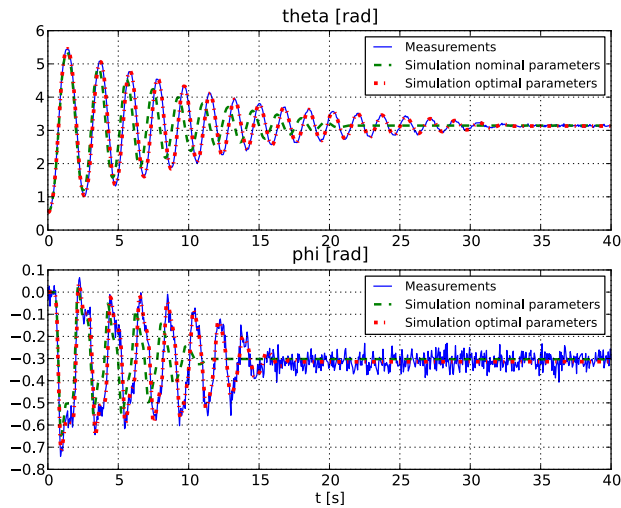 theta [rad]
6
5
4
3
2
1
0
Measurements
Simulation nominal parameters
Simulation optimal parameters
0 5 10 15 20 25 30 35 40
phi [rad]
0.1
0.0
−0.1
−0.2
−0.3
−0.4
−0.5
−0.6
−0.7
−0.8
Measurements
Simulation nominal parameters
Simulation optimal parameters
0 5 10 15 20 25 30 35 40
t [s]